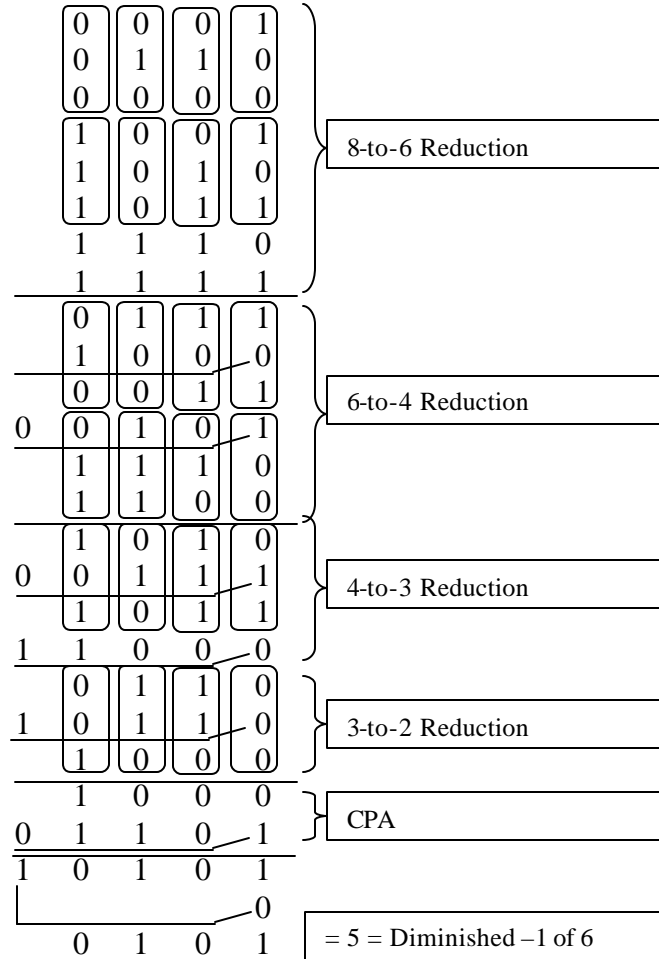 0 0 0 1
0 1 1 0
0 0 0 0
1 0 0 1
1 0 1 0
1 0 1 1
1 1 1 0
1 1 1 1
8-to-6 Reduction
0 1 1 1
1 0 0 0
0 0 1 1
0 0 1 0 1
1 1 1 0
1 1 0 0
6-to-4 Reduction
1 0 1 0
0 0 1 1 1
1 0 1 1
1 1 0 0 0
4-to-3 Reduction
0 1 1 0
1 0 1 1 0
1 0 0 0
3-to-2 Reduction
1 0 0 0
0 1 1 0 1
CPA
1 0 1 0 1
0
0 1 0 1
= 5 = Diminished –1 of 6